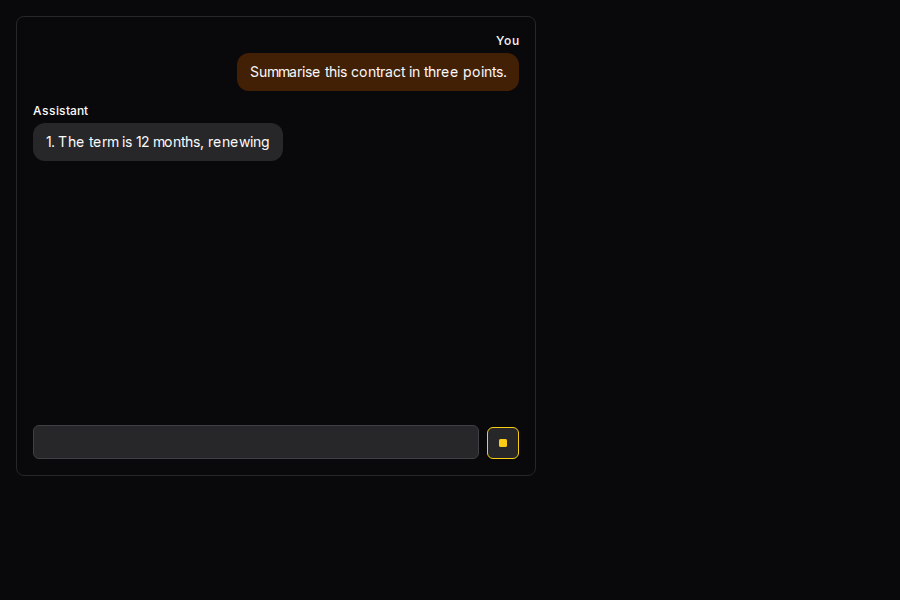 You
Summarise this contract in three points.
Assistant
1. The term is 12 months, renewing